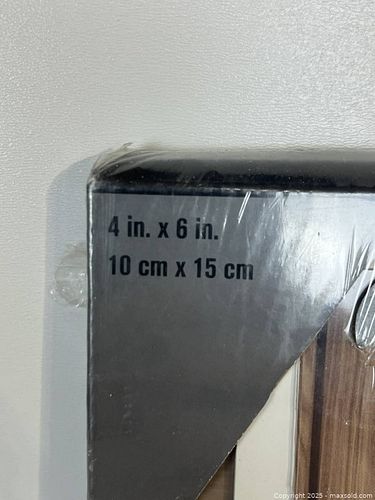 4 in. x 6 in.
10 cm x 15 cm
Copyright 2025 - maxsold.com